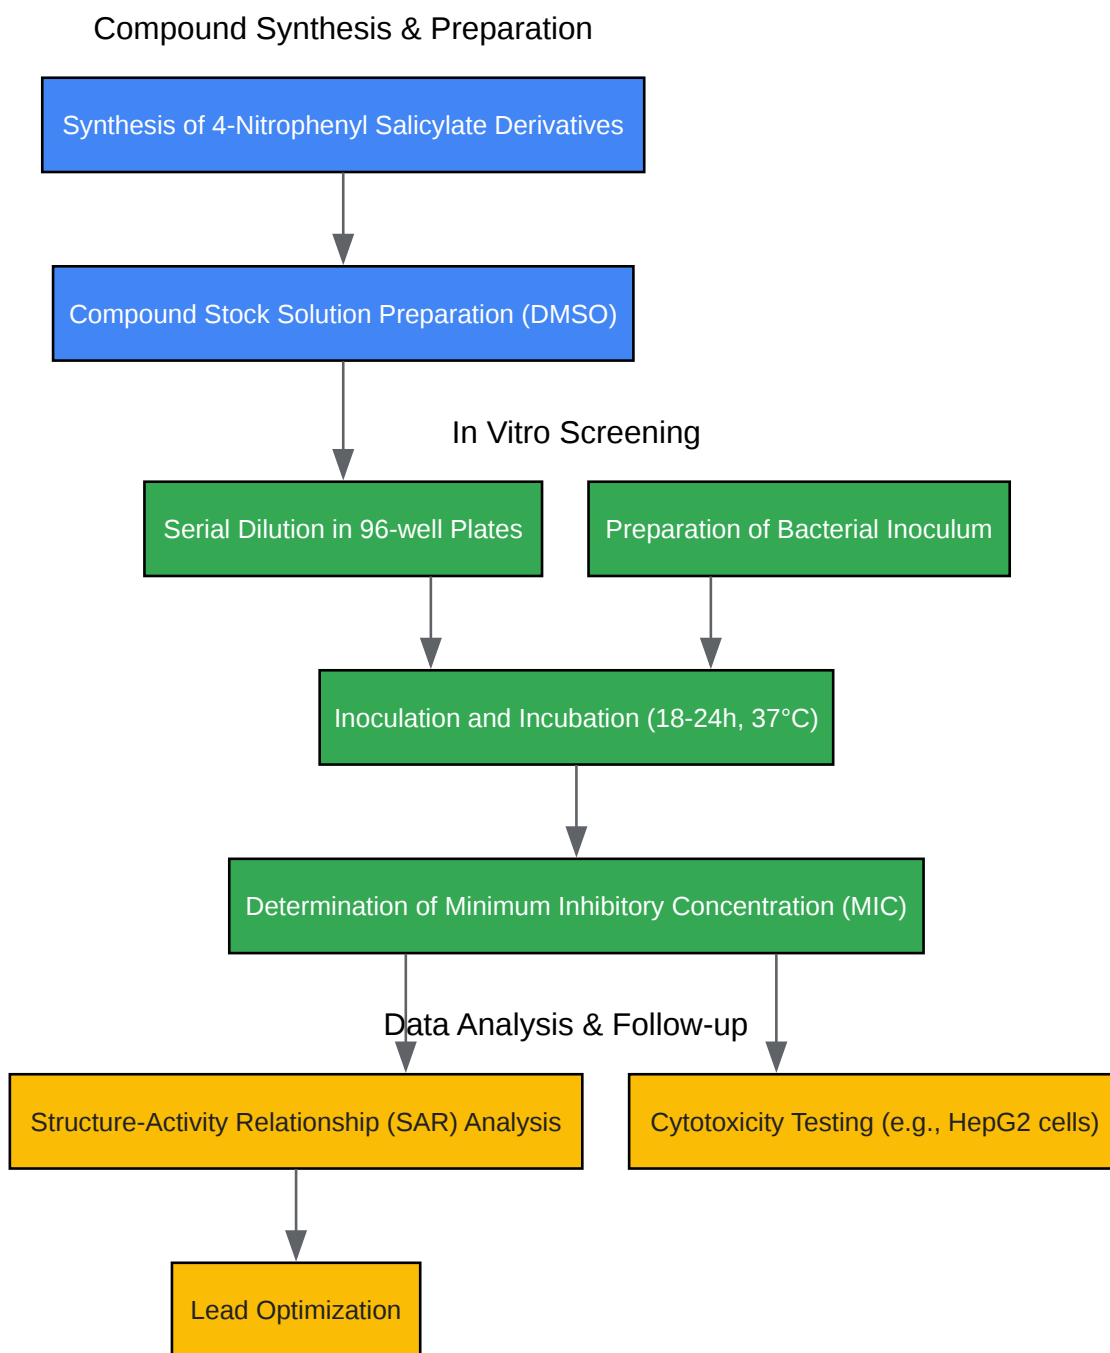 Compound Synthesis & Preparation
Synthesis of 4-Nitrophenyl Salicylate Derivatives
Compound Stock Solution Preparation (DMSO)
In Vitro Screening
Serial Dilution in 96-well Plates
Preparation of Bacterial Inoculum
Inoculation and Incubation (18-24h, 37°C)
Determination of Minimum Inhibitory Concentration (MIC)
Data Analysis & Follow-up
Structure-Activity Relationship (SAR) Analysis
Cytotoxicity Testing (e.g., HepG2 cells)
Lead Optimization